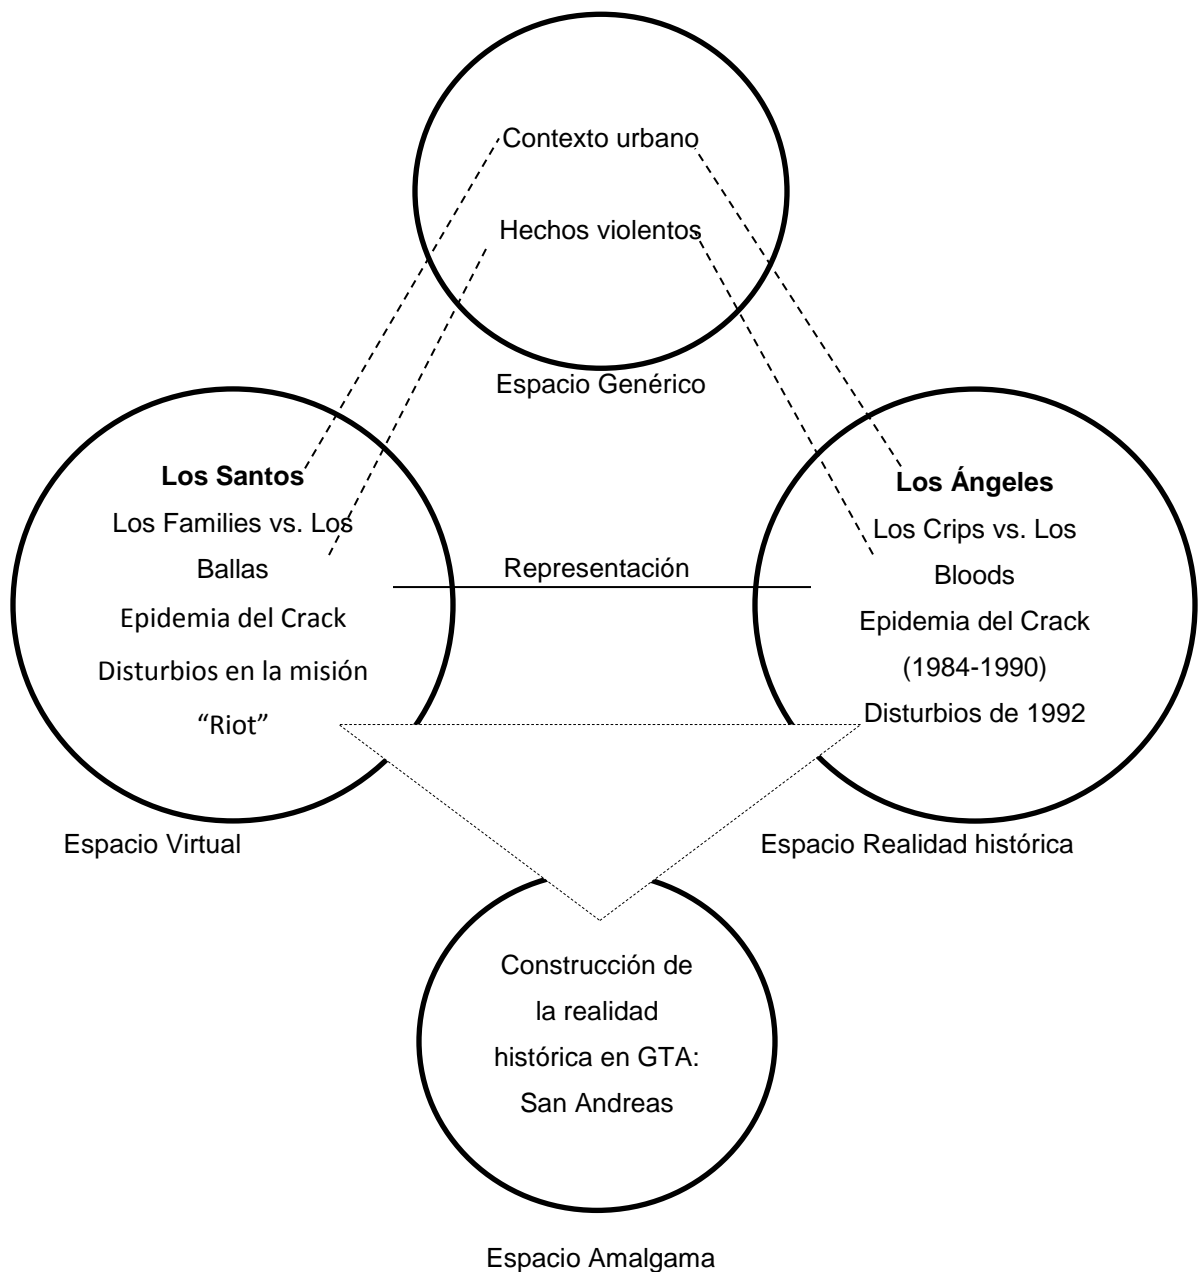 Contexto urbano
Hechos violentos
Espacio Genérico
Los Santos
Los Families vs. Los
Ballas
Epidemia del Crack
Disturbios en la misión
“Riot”
Espacio Virtual
Representación
Los Ángeles
Los Crips vs. Los
Bloods
Epidemia del Crack
(1984-1990)
Disturbios de 1992
Espacio Realidad histórica
Construcción de
la realidad
histórica en GTA:
San Andreas
Espacio Amalgama